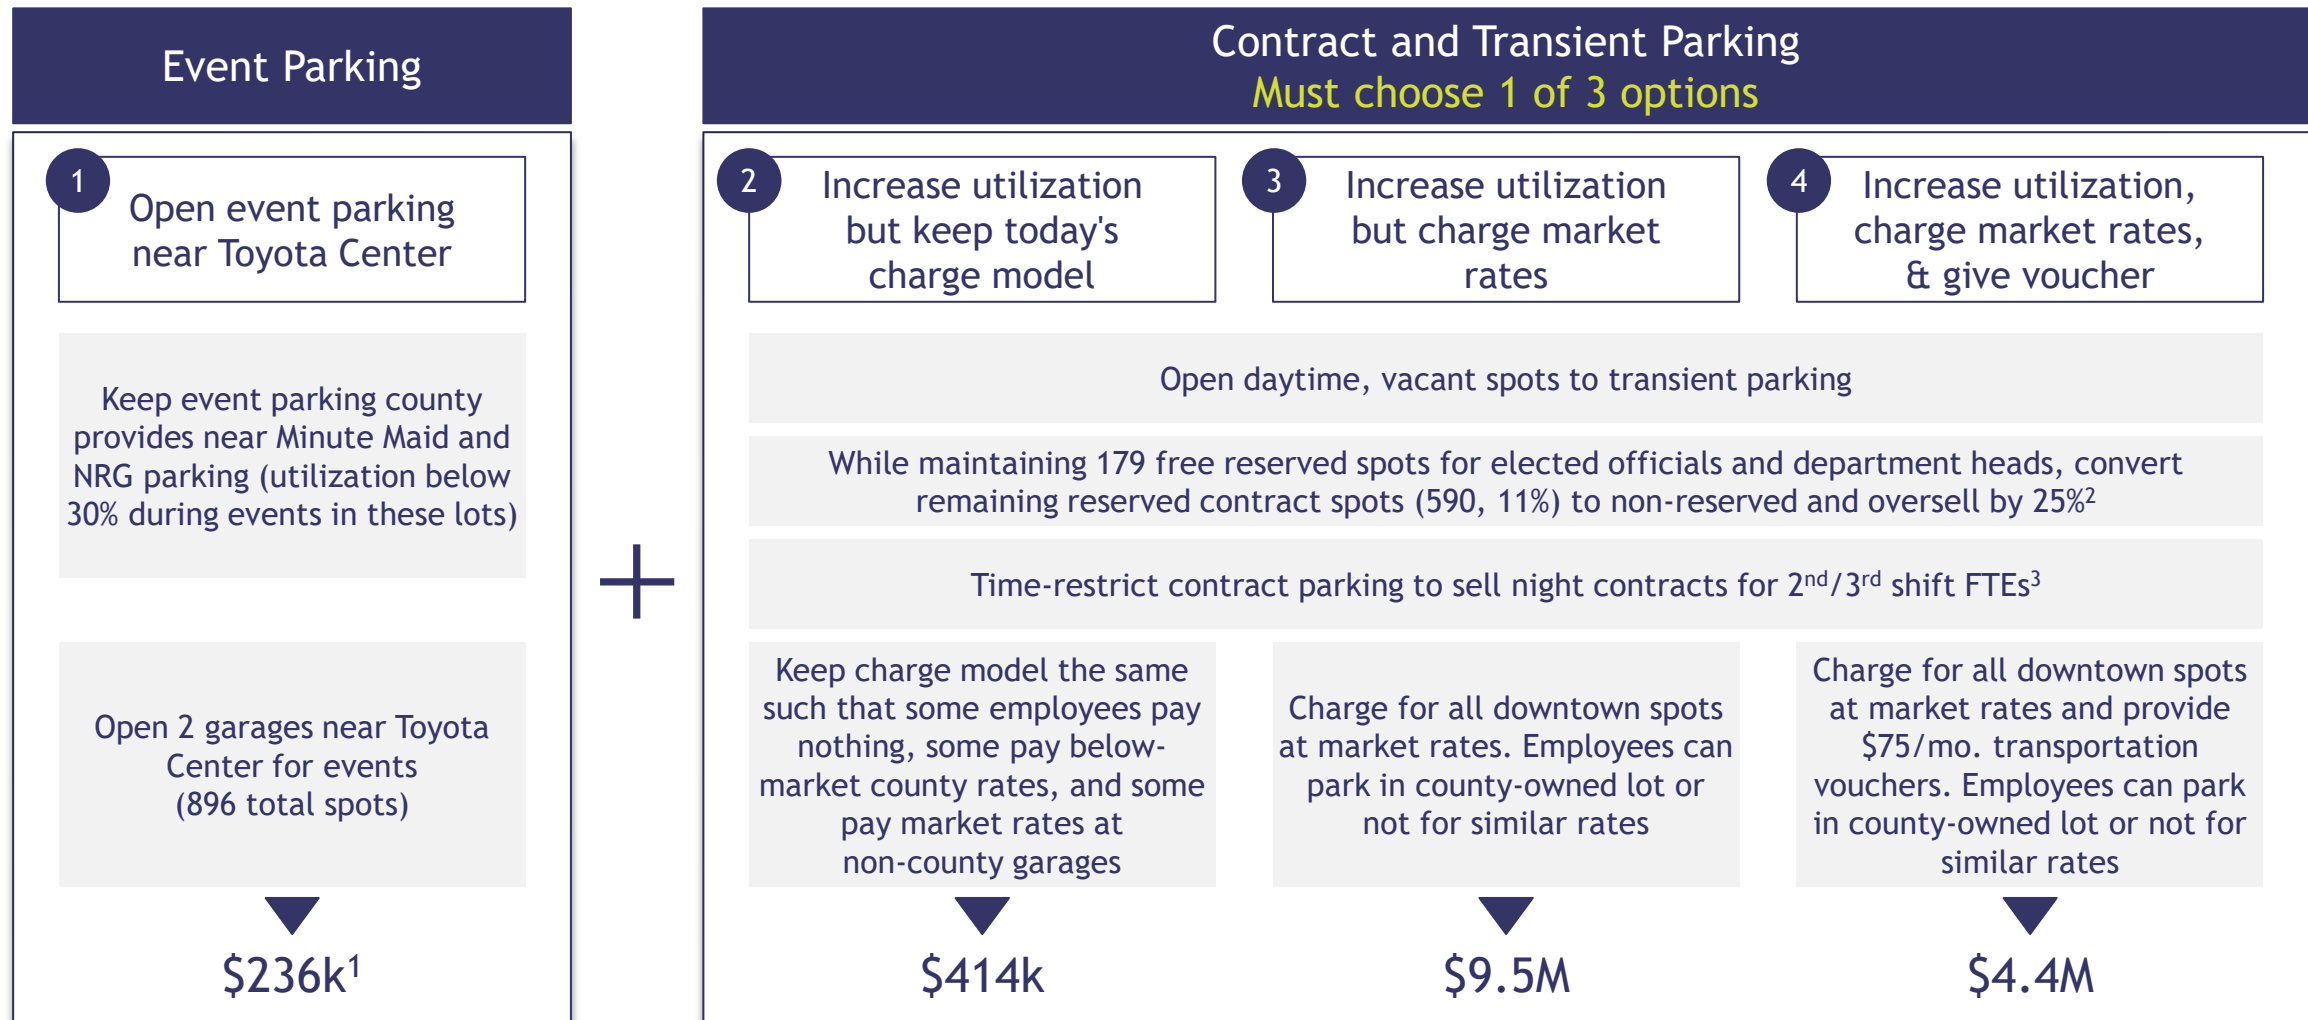 Event Parking
Contract and Transient Parking
Must choose 1 of 3 options
1
Open event parking
near Toyota Center
Keep event parking county
provides near Minute Maid and
NRG parking (utilization below
30% during events in these lots)
Open 2 garages near Toyota
Center for events
(896 total spots)
$236k¹
+
2
Increase utilization
but keep today's
charge model
3
Increase utilization
but charge market
rates
4
Increase utilization,
charge market rates,
& give voucher
Open daytime, vacant spots to transient parking
While maintaining 179 free reserved spots for elected officials and department heads, convert
remaining reserved contract spots (590, 11%) to non-reserved and oversell by 25%²
Time-restrict contract parking to sell night contracts for 2ⁿᵈ/3ʳᵈ shift FTEs³
Keep charge model the same
such that some employees pay
nothing, some pay below-
market county rates, and some
pay market rates at
non-county garages
$414k
Charge for all downtown spots
at market rates. Employees can
park in county-owned lot or
not for similar rates
$9.5M
Charge for all downtown spots
at market rates and provide
$75/mo. transportation
vouchers. Employees can park
in county-owned lot or not for
similar rates
$4.4M